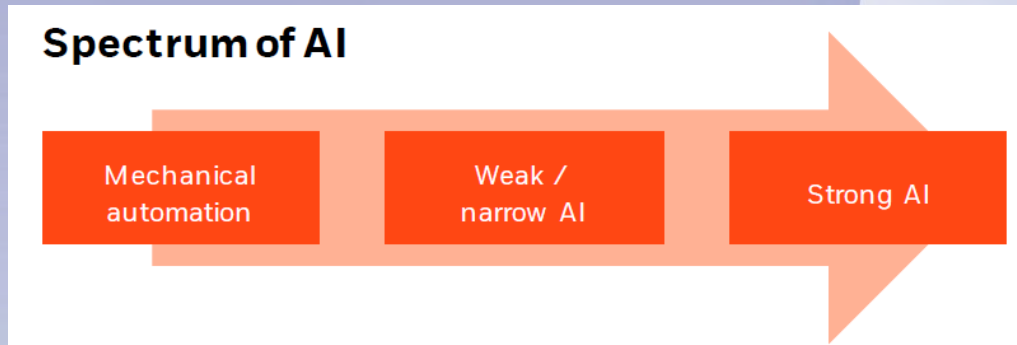 Spectrum of AI
Mechanical
automation
Weak /
narrow AI
Strong AI